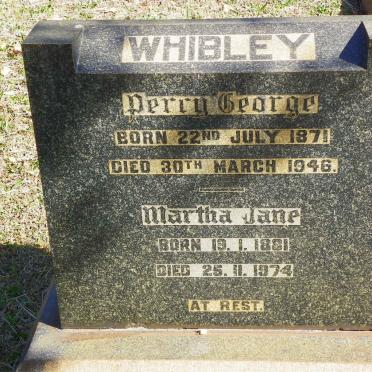 WHIBLEY
Perry George
BORN 22ND JULY 1871
DIED 30TH MARCH 1946.
Martha Jane
BORN 19. 1. 1881
DIED 25. 11. 1974
AT REST.